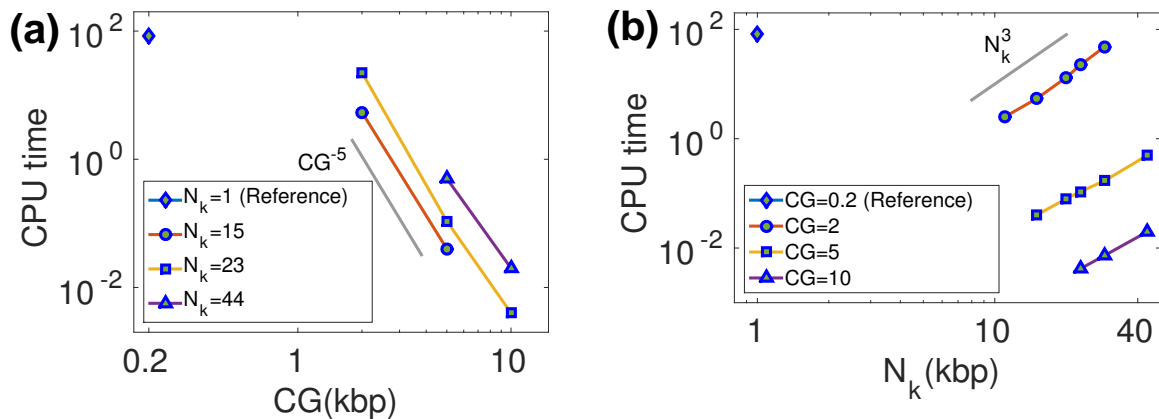 (a)
10^2
10^0
10^-2
CPU time
CG^-5
N_k=1 (Reference)
N_k=15
N_k=23
N_k=44
0.2
1
10
CG(kbp)
(b)
10^2
10^0
10^-2
CPU time
N_k^3
CG=0.2 (Reference)
CG=2
CG=5
CG=10
1
10
40
N_k(kbp)